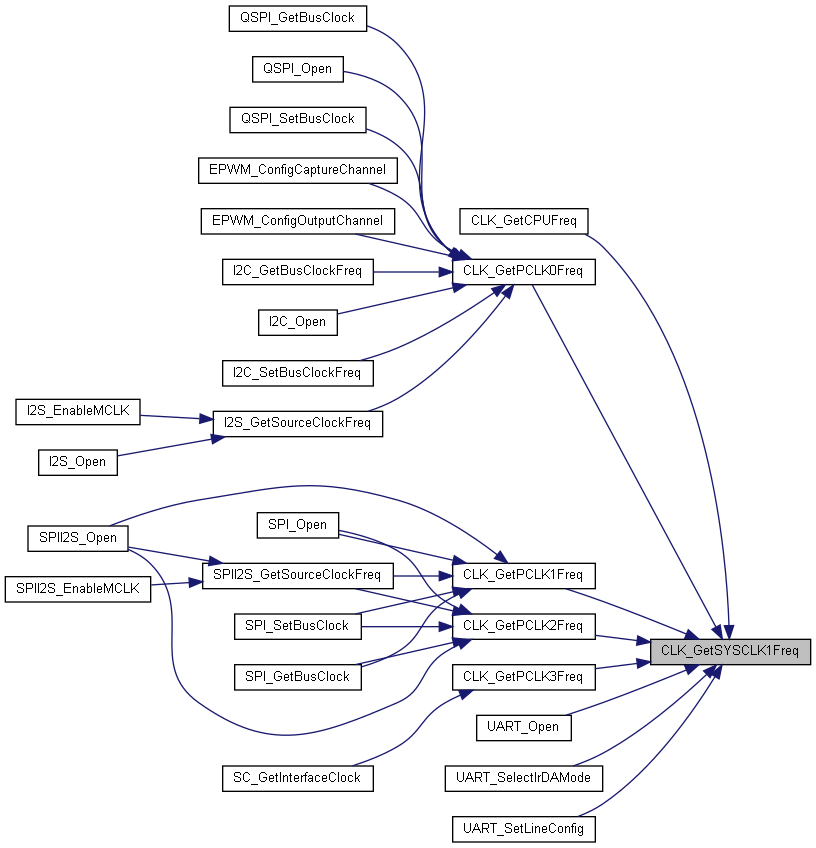 QSPI_GetBusClock
QSPI_Open
QSPI_SetBusClock
EPWM_ConfigCaptureChannel
EPWM_ConfigOutputChannel
CLK_GetCPUFreq
I2C_GetBusClockFreq
CLK_GetPCLK0Freq
I2C_Open
I2C_SetBusClockFreq
I2S_EnableMCLK
I2S_GetSourceClockFreq
I2S_Open
SPI_Open
SPII2S_Open
SPII2S_GetSourceClockFreq
CLK_GetPCLK1Freq
SPII2S_EnableMCLK
SPI_SetBusClock
CLK_GetPCLK2Freq
CLK_GetSYSCLK1Freq
SPI_GetBusClock
CLK_GetPCLK3Freq
UART_Open
SC_GetInterfaceClock
UART_SelectIrDAMode
UART_SetLineConfig